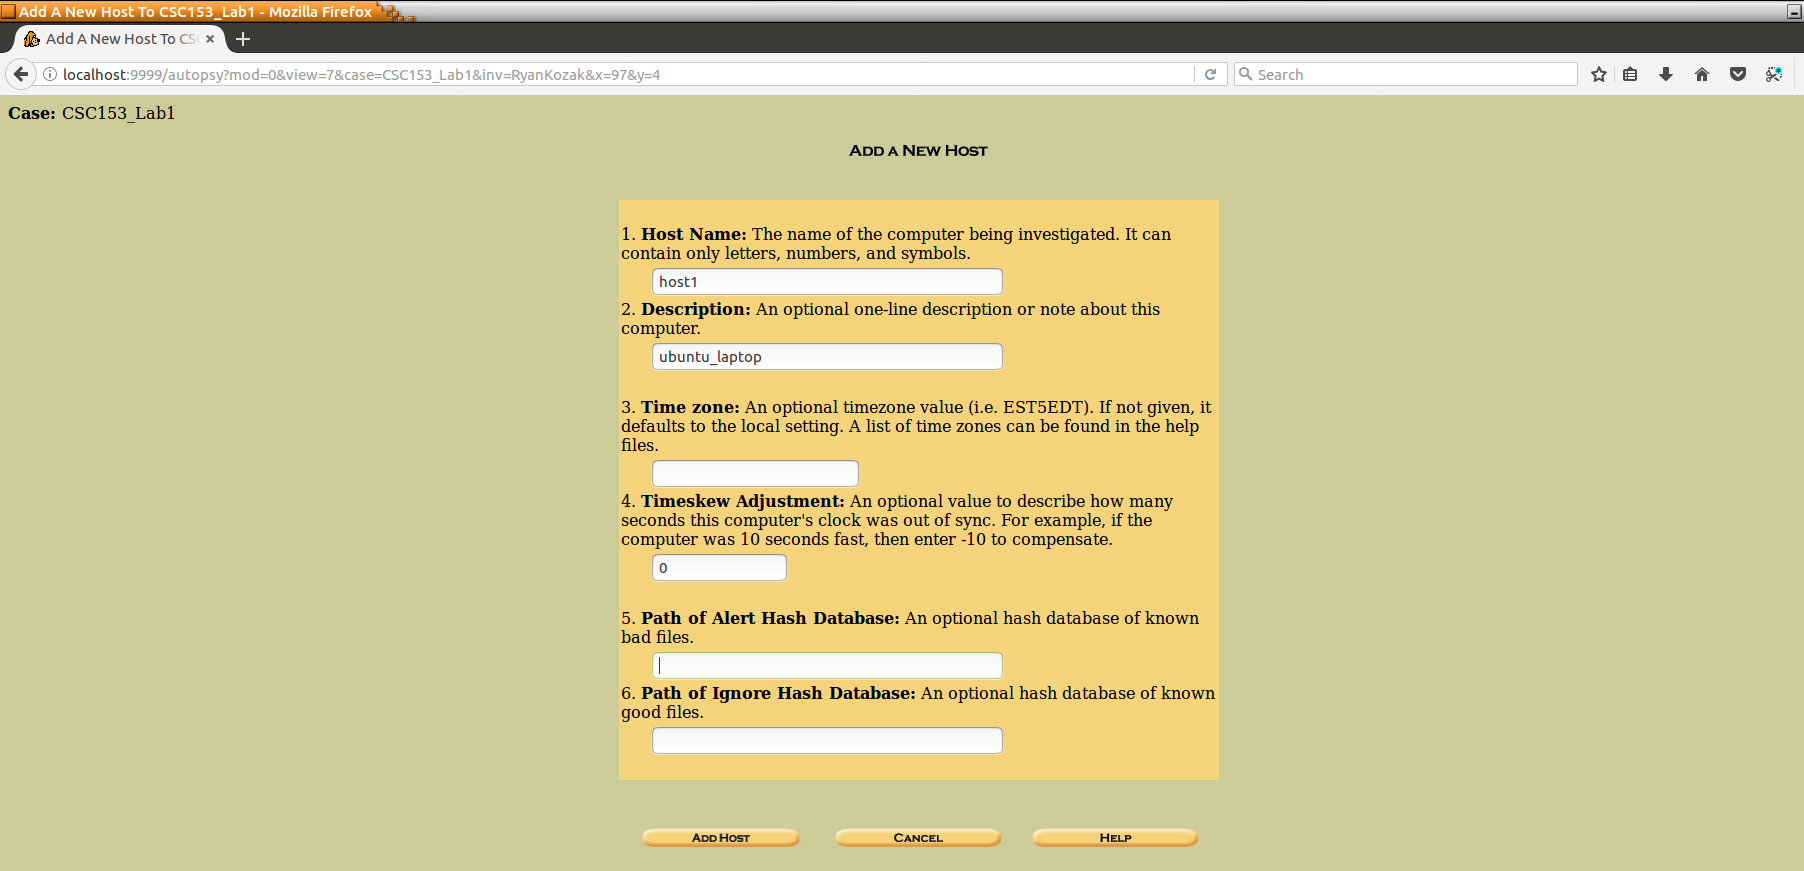 Add A New Host To CSC153_Lab1 - Mozilla Firefox
Add A New Host To CS
localhost:9999/autopsy?mod=0&view=7&case=CSC153_Lab1&inv=RyanKozak&x=97&y=4
Search
Case: CSC153_Lab1
ADD A NEW HOST
1. Host Name: The name of the computer being investigated. It can
contain only letters, numbers, and symbols.
host1
2. Description: An optional one-line description or note about this
computer.
ubuntu_laptop
3. Time zone: An optional timezone value (i.e. EST5EDT). If not given, it
defaults to the local setting. A list of time zones can be found in the help
files.
4. Timeskew Adjustment: An optional value to describe how many
seconds this computer's clock was out of sync. For example, if the
computer was 10 seconds fast, then enter -10 to compensate.
0
5. Path of Alert Hash Database: An optional hash database of known
bad files.
6. Path of Ignore Hash Database: An optional hash database of known
good files.
ADD HOST
CANCEL
HELP